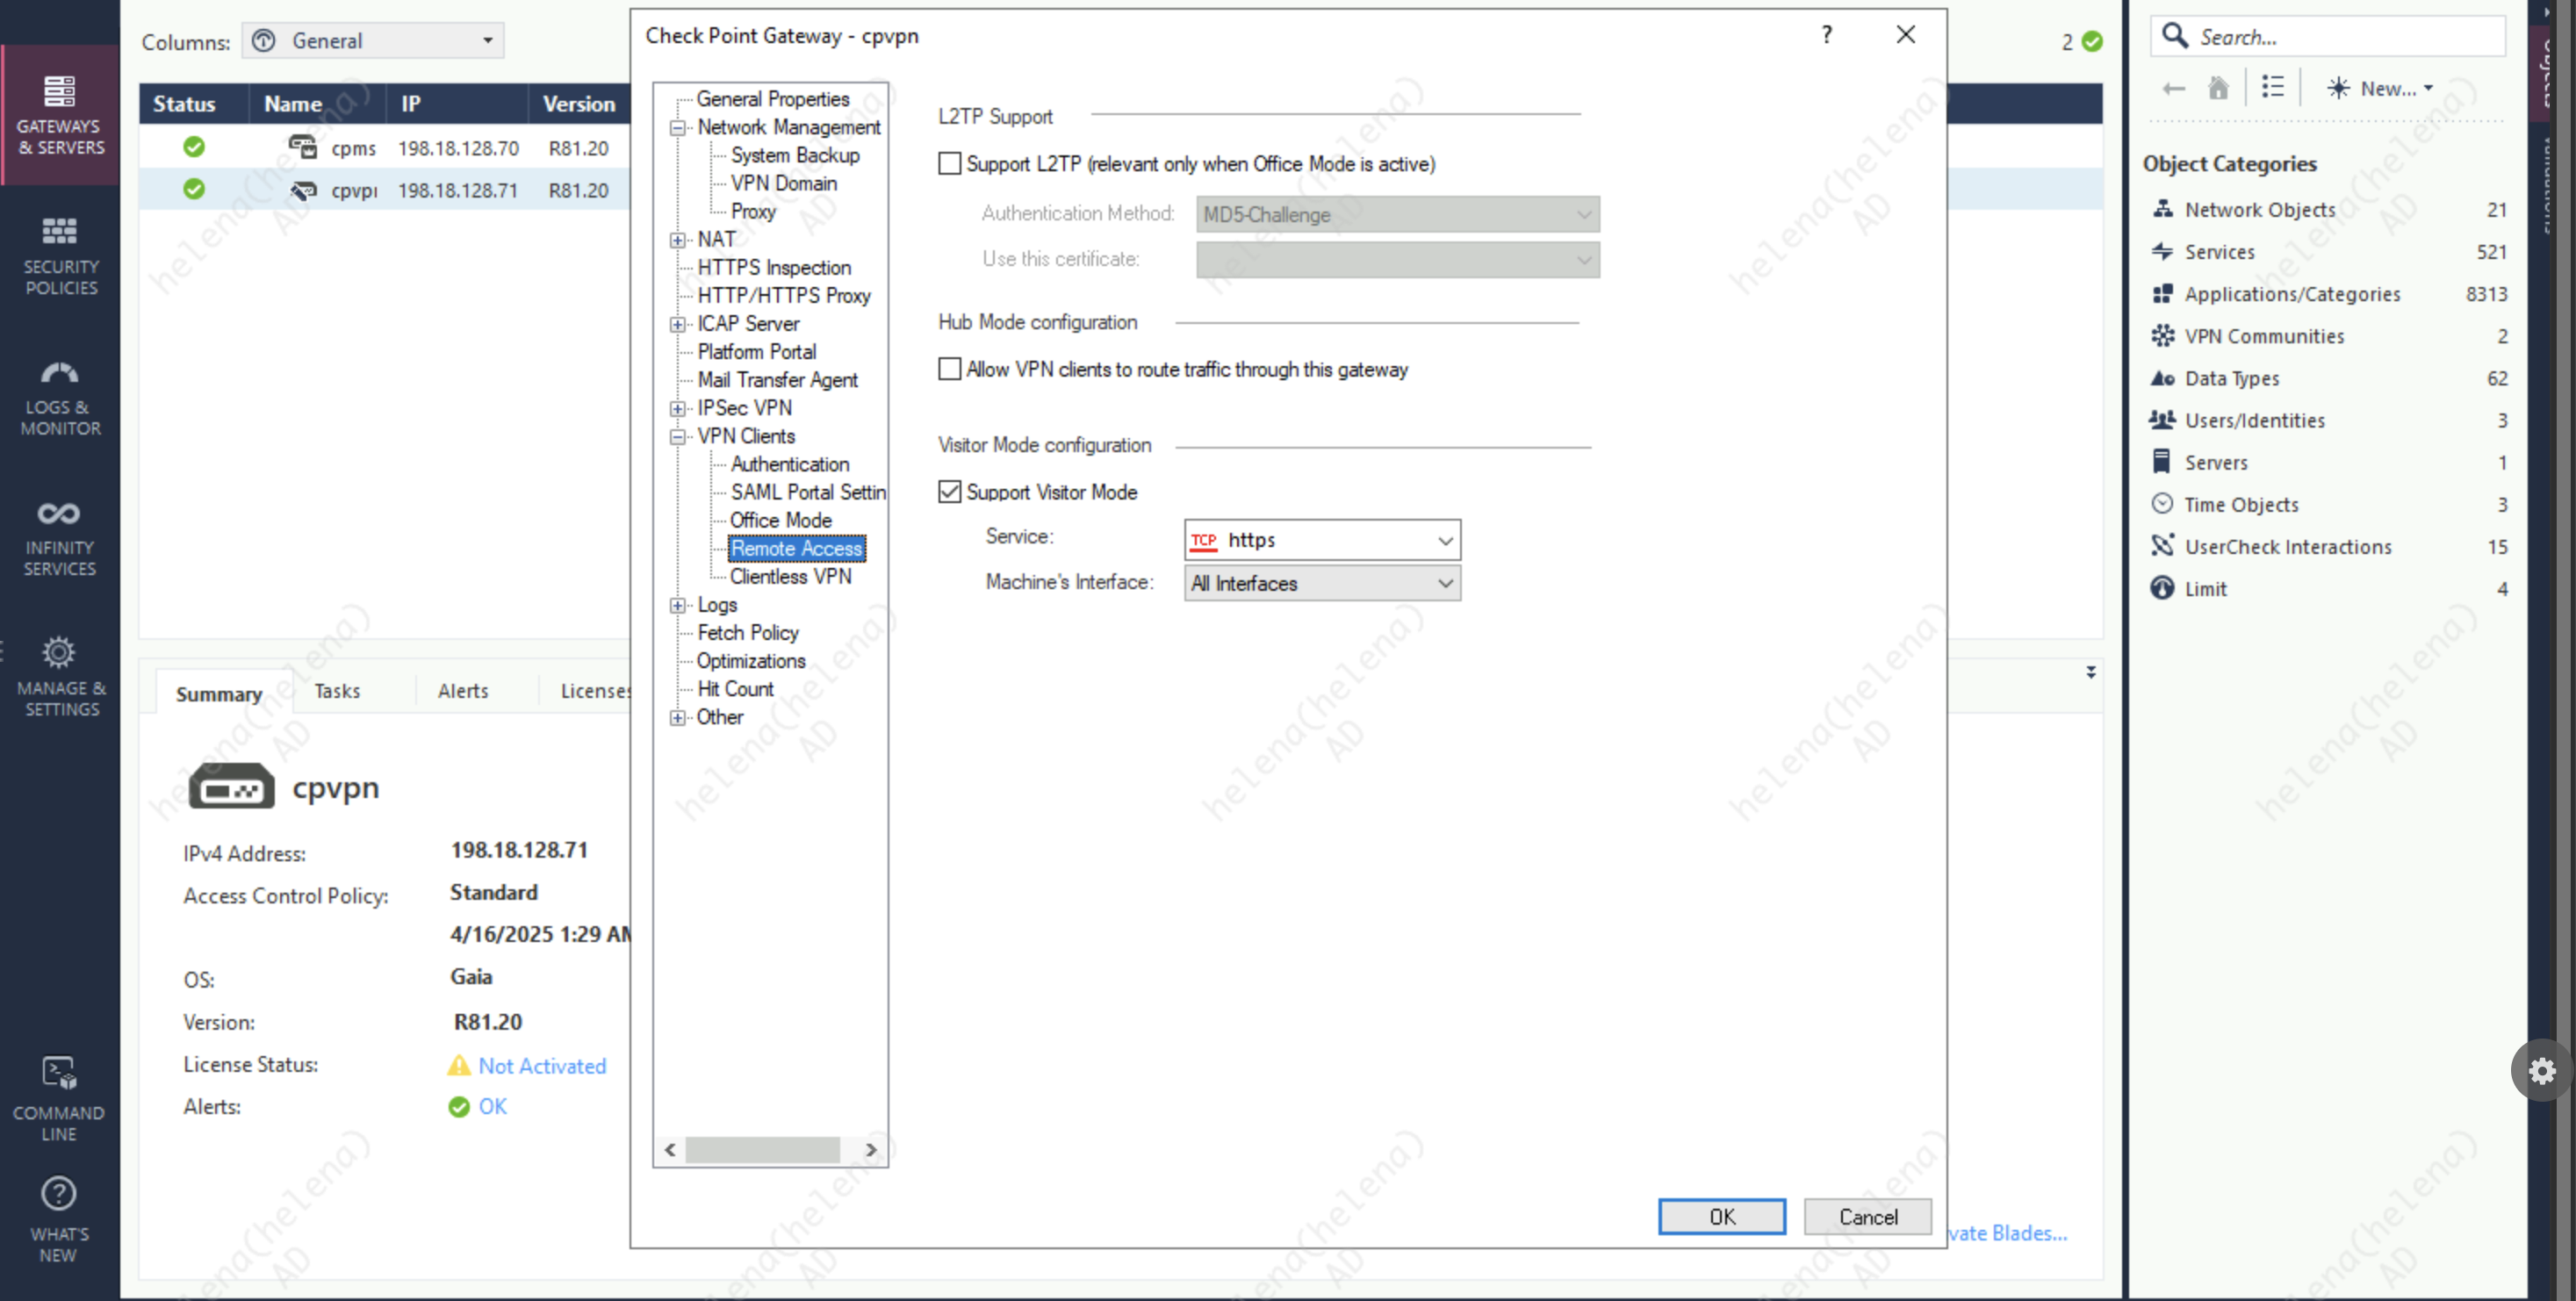 GATEWAYS
& SERVERS
SECURITY
POLICIES
LOGS &
MONITOR
INFINITY
SERVICES
MANAGE &
SETTINGS
COMMAND
LINE
WHAT'S
NEW
Columns: General
2
Status Name IP Version
cpms 198.18.128.70 R81.20
198.18.128.71 R81.20
Summary Tasks Alerts Licenses
cpvpn
IPv4 Address: 198.18.128.71
Access Control Policy: Standard
4/16/2025 1:29 AM
OS: Gaia
Version: R81.20
License Status: Not Activated
Alerts: OK
Check Point Gateway - cpvpn ?
General Properties
Network Management
System Backup
VPN Domain
Proxy
NAT
HTTPS Inspection
HTTP/HTTPS Proxy
ICAP Server
Platform Portal
Mail Transfer Agent
IPSec VPN
VPN Clients
Authentication
SAML Portal Settin
Office Mode
Remote Access
Clientless VPN
Logs
Fetch Policy
Optimizations
Hit Count
Other
L2TP Support
Support L2TP (relevant only when Office Mode is active)
Authentication Method: MD5-Challenge
Use this certificate:
Hub Mode configuration
Allow VPN clients to route traffic through this gateway
Visitor Mode configuration
Support Visitor Mode
Service: TCP https
Machine's Interface: All Interfaces
OK Cancel
vate Blades...
Search...
New...
Object Categories
Network Objects 21
Services 521
Applications/Categories 8313
VPN Communities 2
Data Types 62
Users/Identities 3
Servers 1
Time Objects 3
UserCheck Interactions 15
Limit 4
helena(helena)
AD